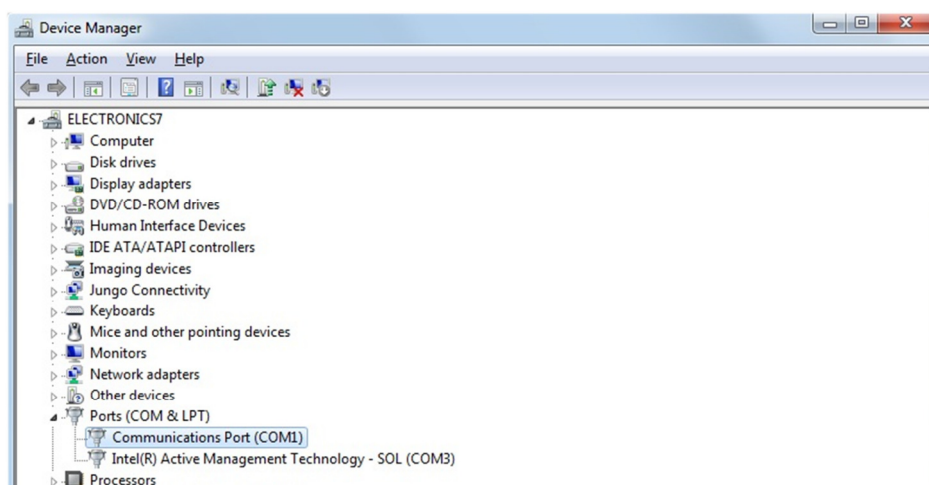 Device Manager
File Action View Help
ELECTRONICS7
Computer
Disk drives
Display adapters
DVD/CD-ROM drives
Human Interface Devices
IDE ATA/ATAPI controllers
Imaging devices
Jungo Connectivity
Keyboards
Mice and other pointing devices
Monitors
Network adapters
Other devices
Ports (COM & LPT)
Communications Port (COM1)
Intel(R) Active Management Technology - SOL (COM3)
Processors